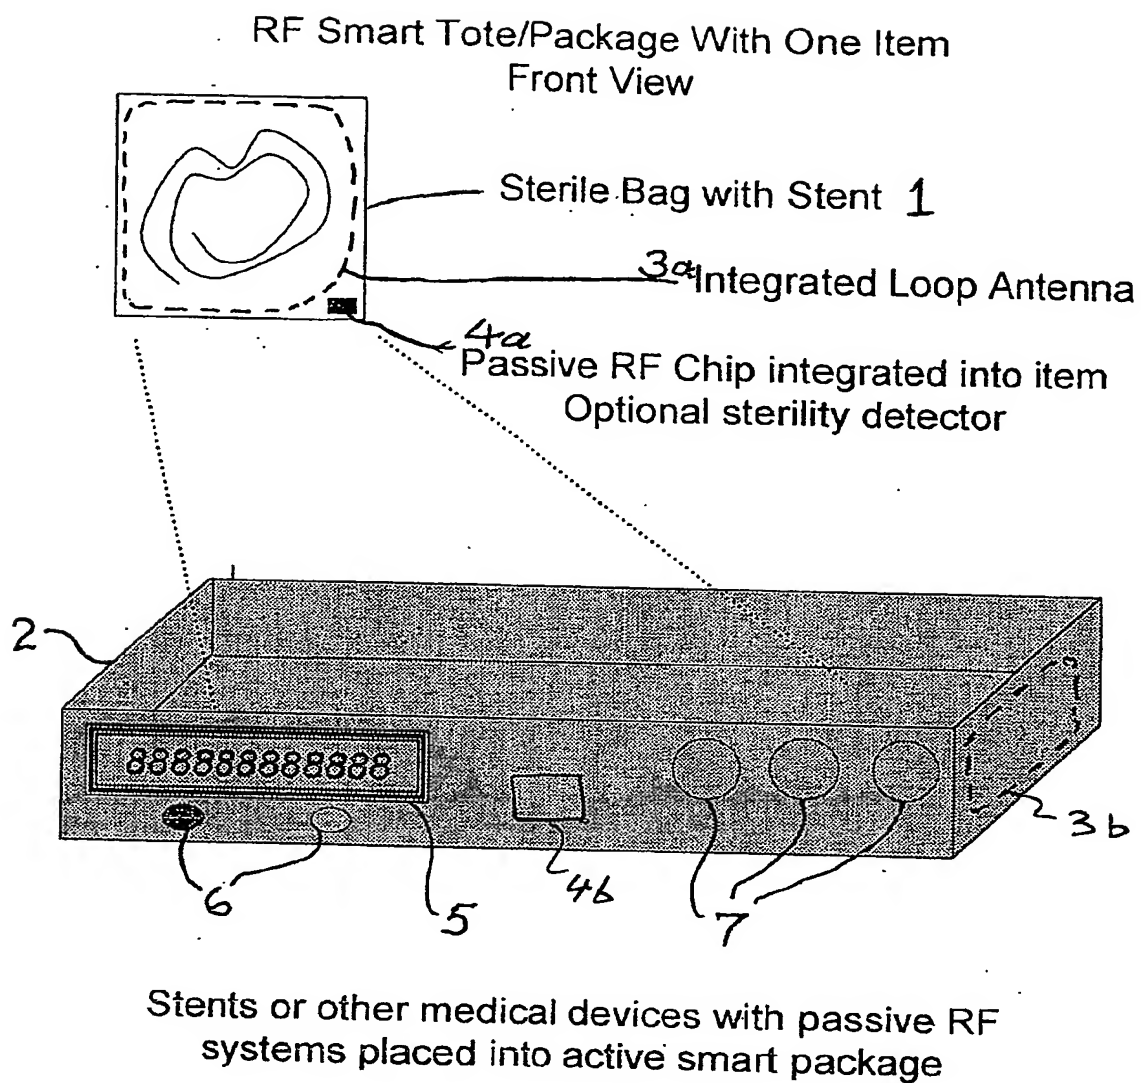 RF Smart Tote/Package With One Item
Front View
Sterile Bag with Stent 1
3a Integrated Loop Antenna
4a
Passive RF Chip integrated into item
Optional sterility detector
2
888888888888
3b
6
5
4b
7
Stents or other medical devices with passive RF
systems placed into active smart package